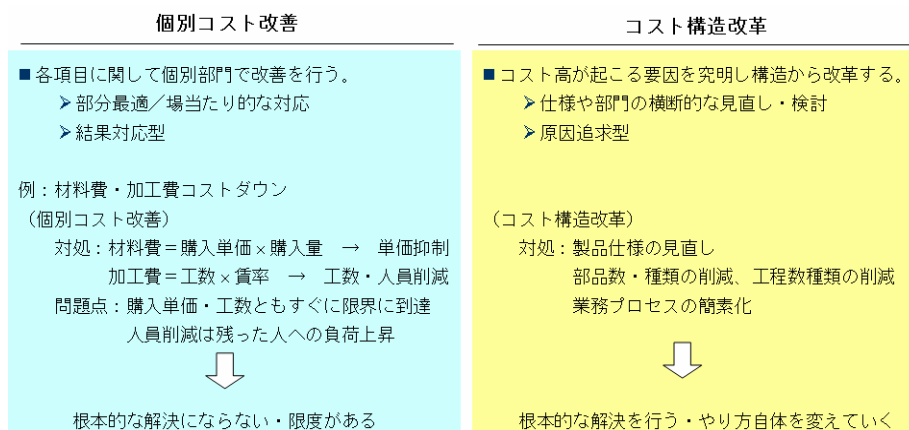 個別コスト改善
■各項目に関して個別部門で改善を行う。
➢部分最適／場当たり的な対応
➢結果対応型
例：材料費・加工費コストダウン
（個別コスト改善）
対処：材料費＝購入単価×購入量　→　単価抑制
加工費＝工数×賃率　→　工数・人員削減
問題点：購入単価・工数ともすぐに限界に到達
人員削減は残った人への負荷上昇
根本的な解決にならない・限度がある
コスト構造改革
■コスト高が起こる要因を究明し構造から改革する。
➢仕様や部門の横断的な見直し・検討
➢原因追求型
（コスト構造改革）
対処：製品仕様の見直し
部品数・種類の削減、工程数種類の削減
業務プロセスの簡素化
根本的な解決を行う・やり方自体を変えていく